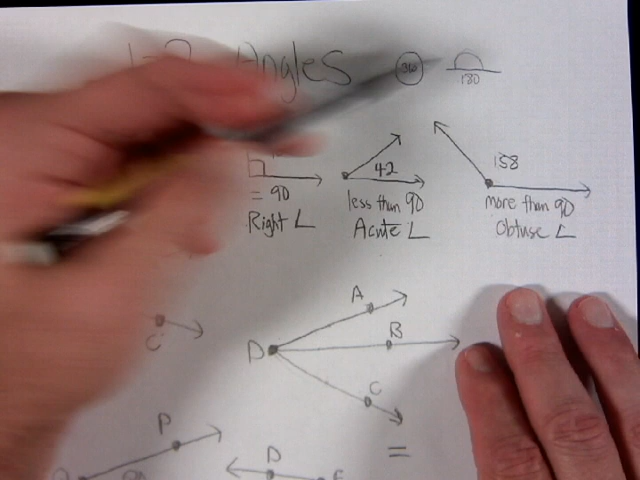 Angles 360
180
= 90
Right ∠
42
less than 90
Acute ∠
158
more than 90
Obtuse ∠
A
B
D
C
C
=
P
D